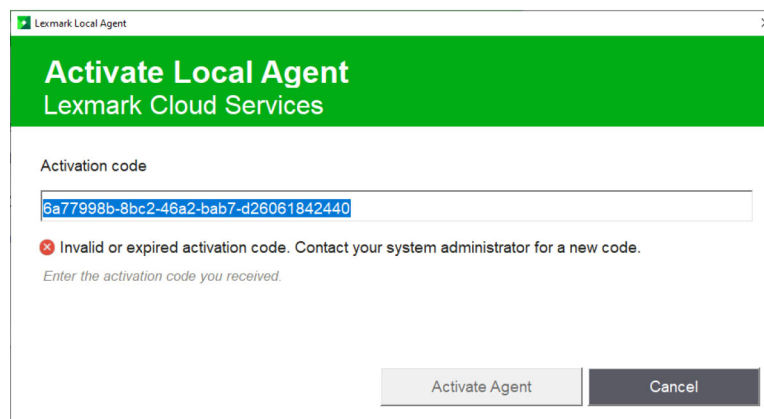 Lexmark Local Agent
Activate Local Agent
Lexmark Cloud Services
Activation code
6a77998b-8bc2-46a2-bab7-d26061842440
Invalid or expired activation code. Contact your system administrator for a new code.
Enter the activation code you received.
Activate Agent Cancel